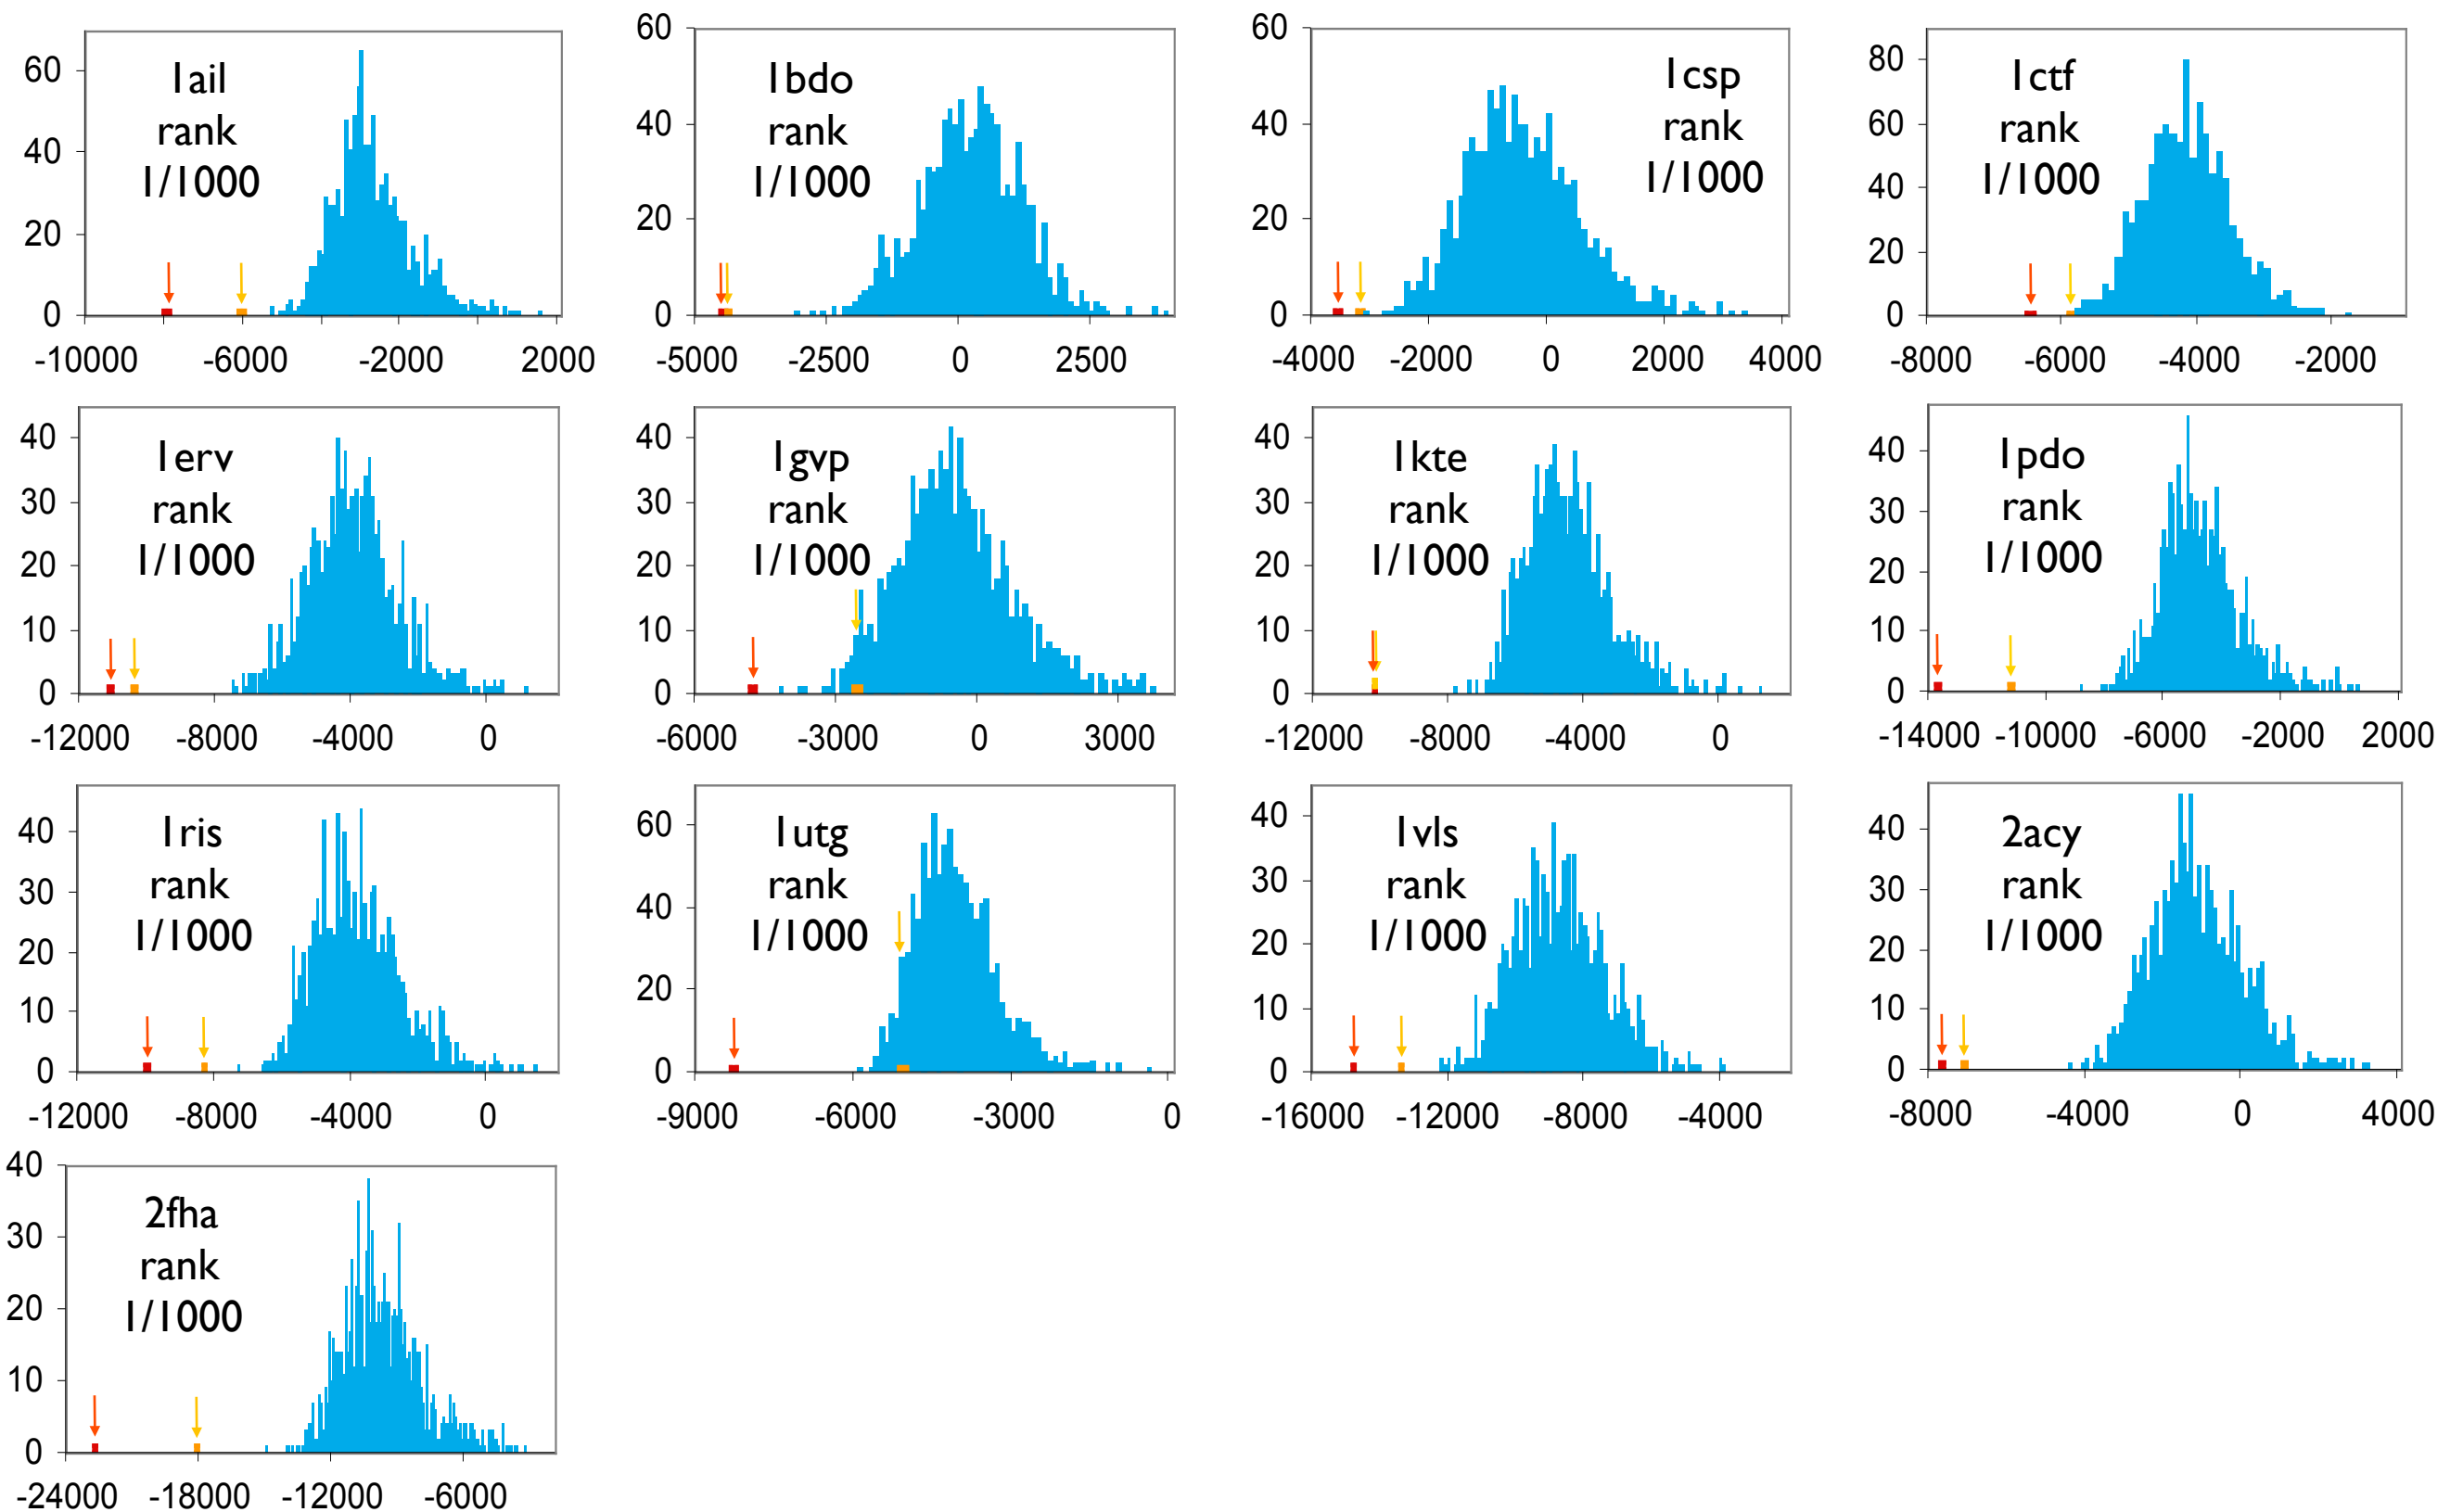 60
40
20
0
1ail
rank
1/1000
-10000 -6000 -2000 2000
60
40
20
0
1bdo
rank
1/1000
-5000 -2500 0 2500
60
40
20
0
1csp
rank
1/1000
-4000 -2000 0 2000 4000
80
60
40
20
0
1ctf
rank
1/1000
-8000 -6000 -4000 -2000
40
30
20
10
0
1erv
rank
1/1000
-12000 -8000 -4000 0
40
30
20
10
0
1gvp
rank
1/1000
-6000 -3000 0 3000
40
30
20
10
0
1kte
rank
1/1000
-12000 -8000 -4000 0
40
30
20
10
0
1pdo
rank
1/1000
-14000 -10000 -6000 -2000 2000
40
30
20
10
0
1ris
rank
1/1000
-12000 -8000 -4000 0
60
40
20
0
1utg
rank
1/1000
-9000 -6000 -3000 0
40
30
20
10
0
1vls
rank
1/1000
-16000 -12000 -8000 -4000
40
30
20
10
0
2acy
rank
1/1000
-8000 -4000 0 4000
40
30
20
10
0
2fha
rank
1/1000
-24000 -18000 -12000 -6000